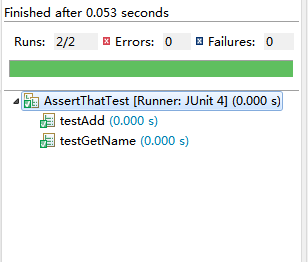 Finished after 0.053 seconds
Runs: 2/2 Errors: 0 Failures: 0
AssertThatTest [Runner: JUnit 4] (0.000 s)
testAdd (0.000 s)
testGetName (0.000 s)